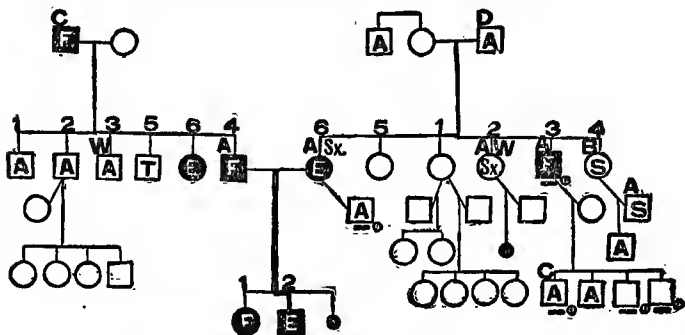 C D
F A A
1 2 3 5 6 4 6 5 1 2 3 4
W A A Sx. A W A B
A A A T E F E Sx S A.
A S
A
1 2 C
F E A A